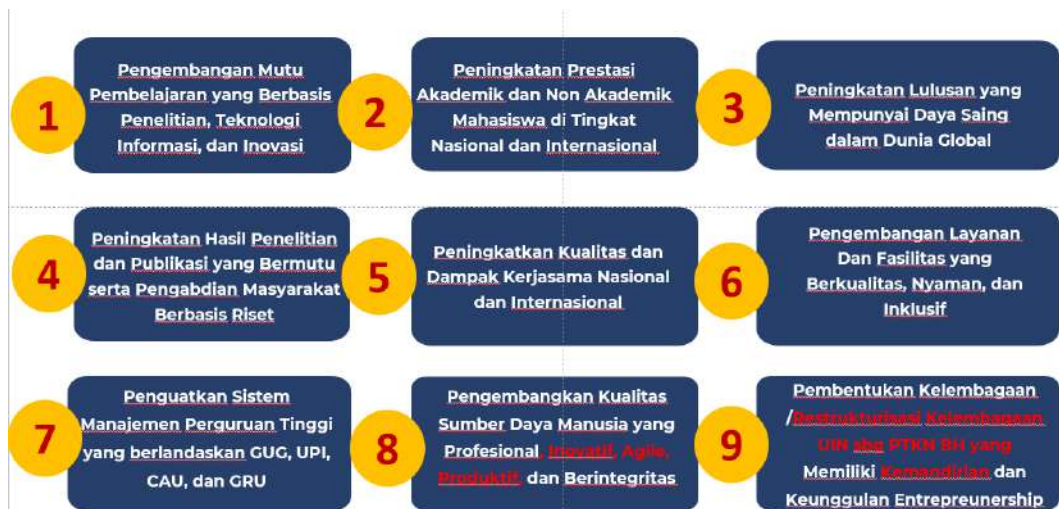 1
Pengembangan Mutu
Pembelajaran yang Berbasis
Penelitian, Teknologi
Informasi, dan Inovasi
2
Peningkatan Prestasi
Akademik dan Non Akademik
Mahasiswa di Tingkat
Nasional dan Internasional
3
Peningkatan Lulusan yang
Mempunyai Daya Saing
dalam Dunia Global
4
Peningkatan Hasil Penelitian
dan Publikasi yang Bermutu
serta Pengabdian Masyarakat
Berbasis Riset
5
Peningkatkan Kualitas dan
Dampak Kerjasama Nasional
dan Internasional
6
Pengembangan Layanan
Dan Fasilitas yang
Berkualitas, Nyaman, dan
Inklusif
7
Penguatkan Sistem
Manajemen Perguruan Tinggi
yang berlandaskan GUG, UPI,
CAU, dan GRU
8
Pengembangkan Kualitas
Sumber Daya Manusia yang
Profesional, Inovatif, Agile,
Produktif, dan Berintegritas
9
Pembentukan Kelembagaan
/Restrukturisasi Kelembagaan
UIN sbg PTKN BH yang
Memiliki Kemandirian dan
Keunggulan Entrepreunership